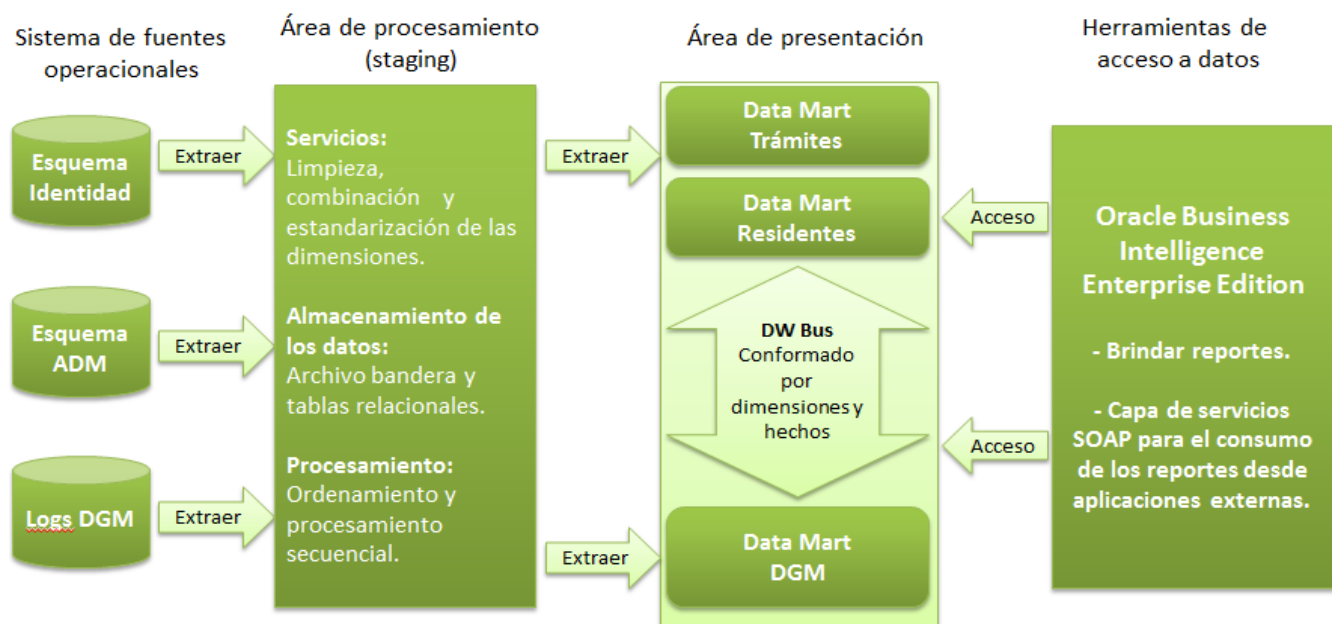 Sistema de fuentes
operacionales
Área de procesamiento
(staging)
Área de presentación
Herramientas de
acceso a datos
Esquema
Identidad
Extraer
Esquema
ADM
Extraer
Logs DGM
Extraer
Servicios:
Limpieza,
combinación y
estandarización de las
dimensiones.
Almacenamiento de
los datos:
Archivo bandera y
tablas relacionales.
Procesamiento:
Ordenamiento y
procesamiento
secuencial.
Extraer
Extraer
Data Mart
Trámites
Data Mart
Residentes
DW Bus
Conformado
por
dimensiones y
hechos
Data Mart
DGM
Acceso
Acceso
Oracle Business
Intelligence
Enterprise Edition
- Brindar reportes.
- Capa de servicios
SOAP para el consumo
de los reportes desde
aplicaciones externas.